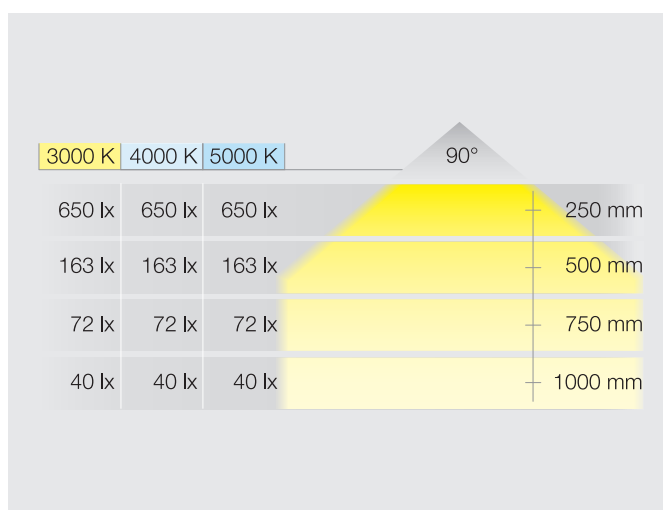 3000 K 4000 K 5000 K 90°
650 lx 650 lx 650 lx 250 mm
163 lx 163 lx 163 lx 500 mm
72 lx 72 lx 72 lx 750 mm
40 lx 40 lx 40 lx 1000 mm